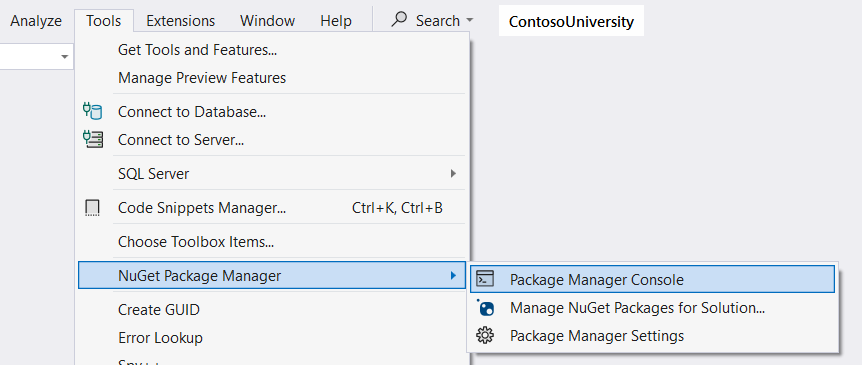 Analyze Tools Extensions Window Help Search ContosoUniversity
Get Tools and Features...
Manage Preview Features
Connect to Database...
Connect to Server...
SQL Server
Code Snippets Manager... Ctrl+K, Ctrl+B
Choose Toolbox Items...
NuGet Package Manager
Package Manager Console
Manage NuGet Packages for Solution...
Package Manager Settings
Create GUID
Error Lookup